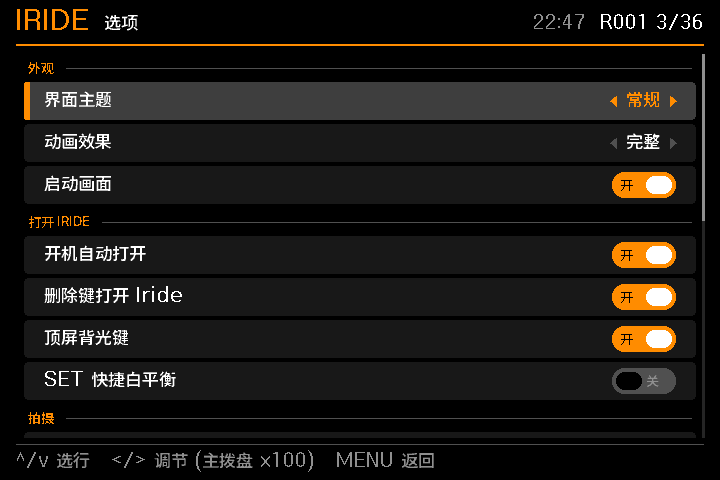 IRIDE 选项 22:47 R001 3/36
外观
界面主题 常规
动画效果 完整
启动画面 开
打开 IRIDE
开机自动打开 开
删除键打开 Iride 开
顶屏背光键 开
SET 快捷白平衡 关
拍摄
^/v 选行 </> 调节 (主拨盘 x100) MENU 返回